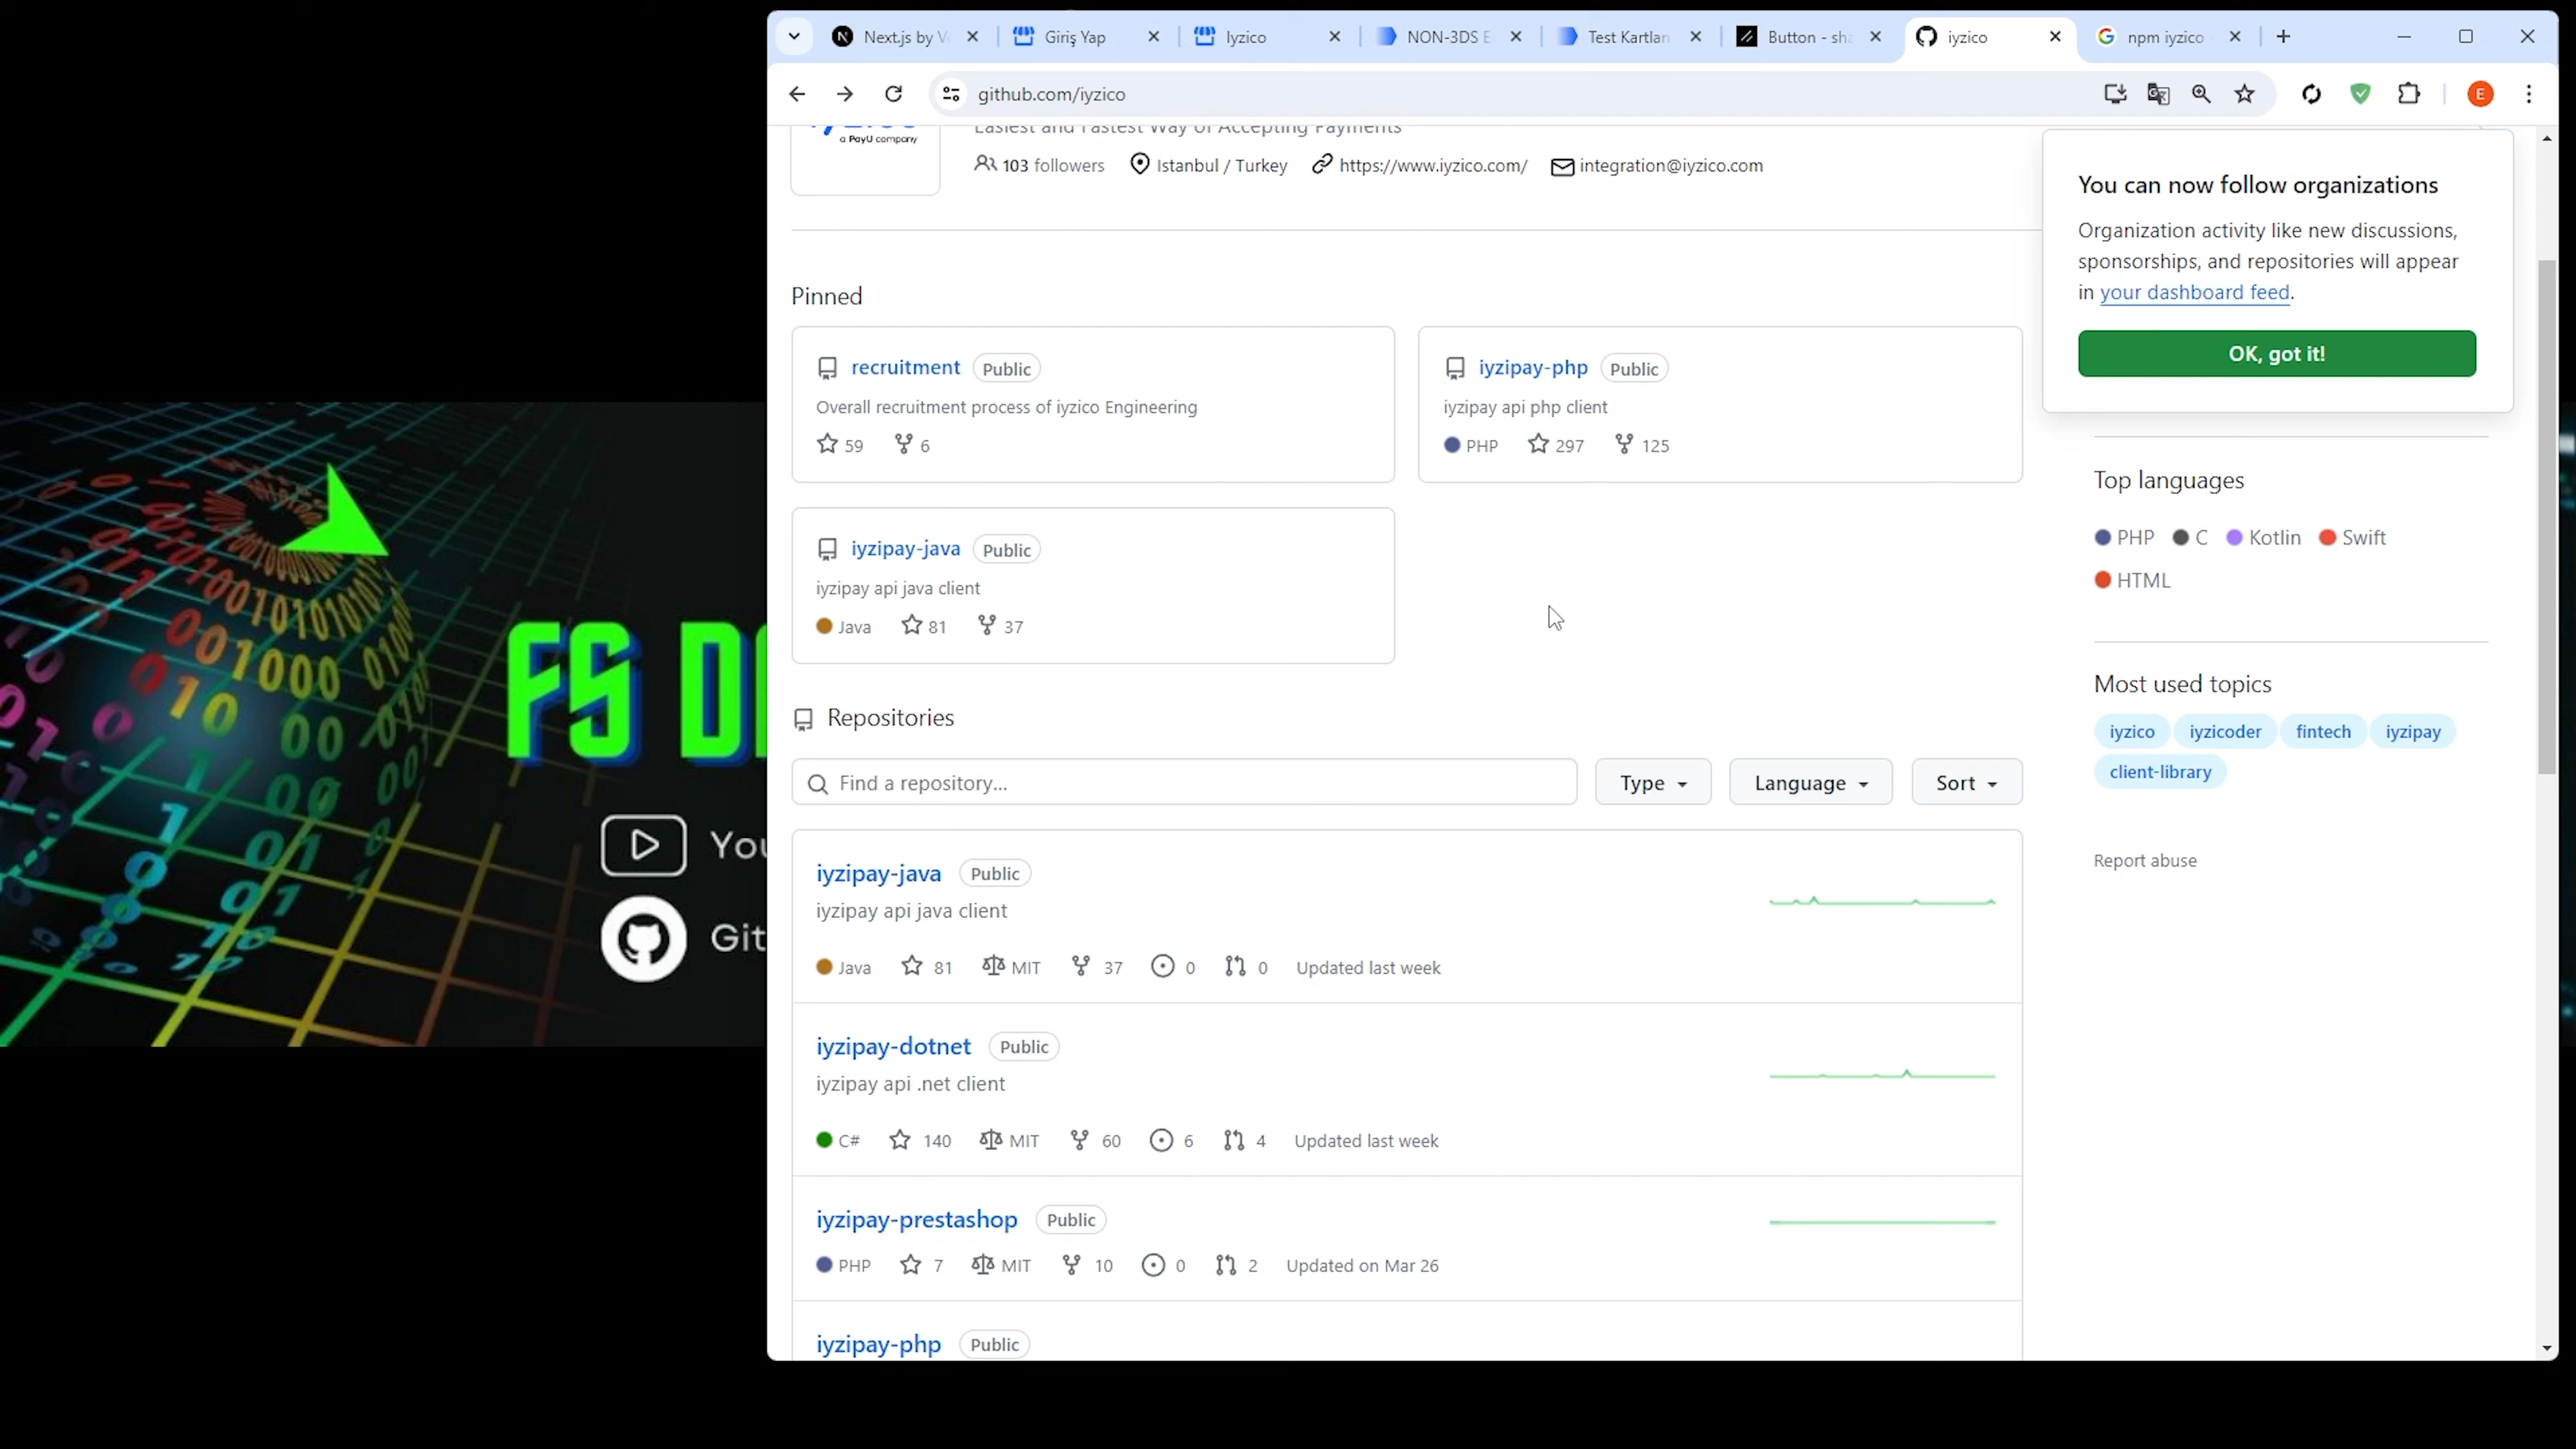 Next.js by V
Giriş Yap
Iyzico
NON-3DS E
Test Kartları
Button - sha
iyzico
npm iyzico
github.com/iyzico
E
a PayU company
Easiest and Fastest Way of Accepting Payments
103 followers
Istanbul / Turkey
https://www.iyzico.com/
integration@iyzico.com
You can now follow organizations
Organization activity like new discussions,
sponsorships, and repositories will appear
in your dashboard feed.
OK, got it!
Pinned
recruitment Public
Overall recruitment process of iyzico Engineering
59 6
iyzipay-php Public
iyzipay api php client
PHP 297 125
iyzipay-java Public
iyzipay api java client
Java 81 37
Top languages
PHP C Kotlin Swift
HTML
Most used topics
iyzico iyzicoder fintech iyzipay
client-library
Report abuse
Repositories
Find a repository...
Type
Language
Sort
iyzipay-java Public
iyzipay api java client
Java 81 MIT 37 0 0 Updated last week
iyzipay-dotnet Public
iyzipay api .net client
C# 140 MIT 60 6 4 Updated last week
iyzipay-prestashop Public
PHP 7 MIT 10 0 2 Updated on Mar 26
iyzipay-php Public
FS D
You
Git